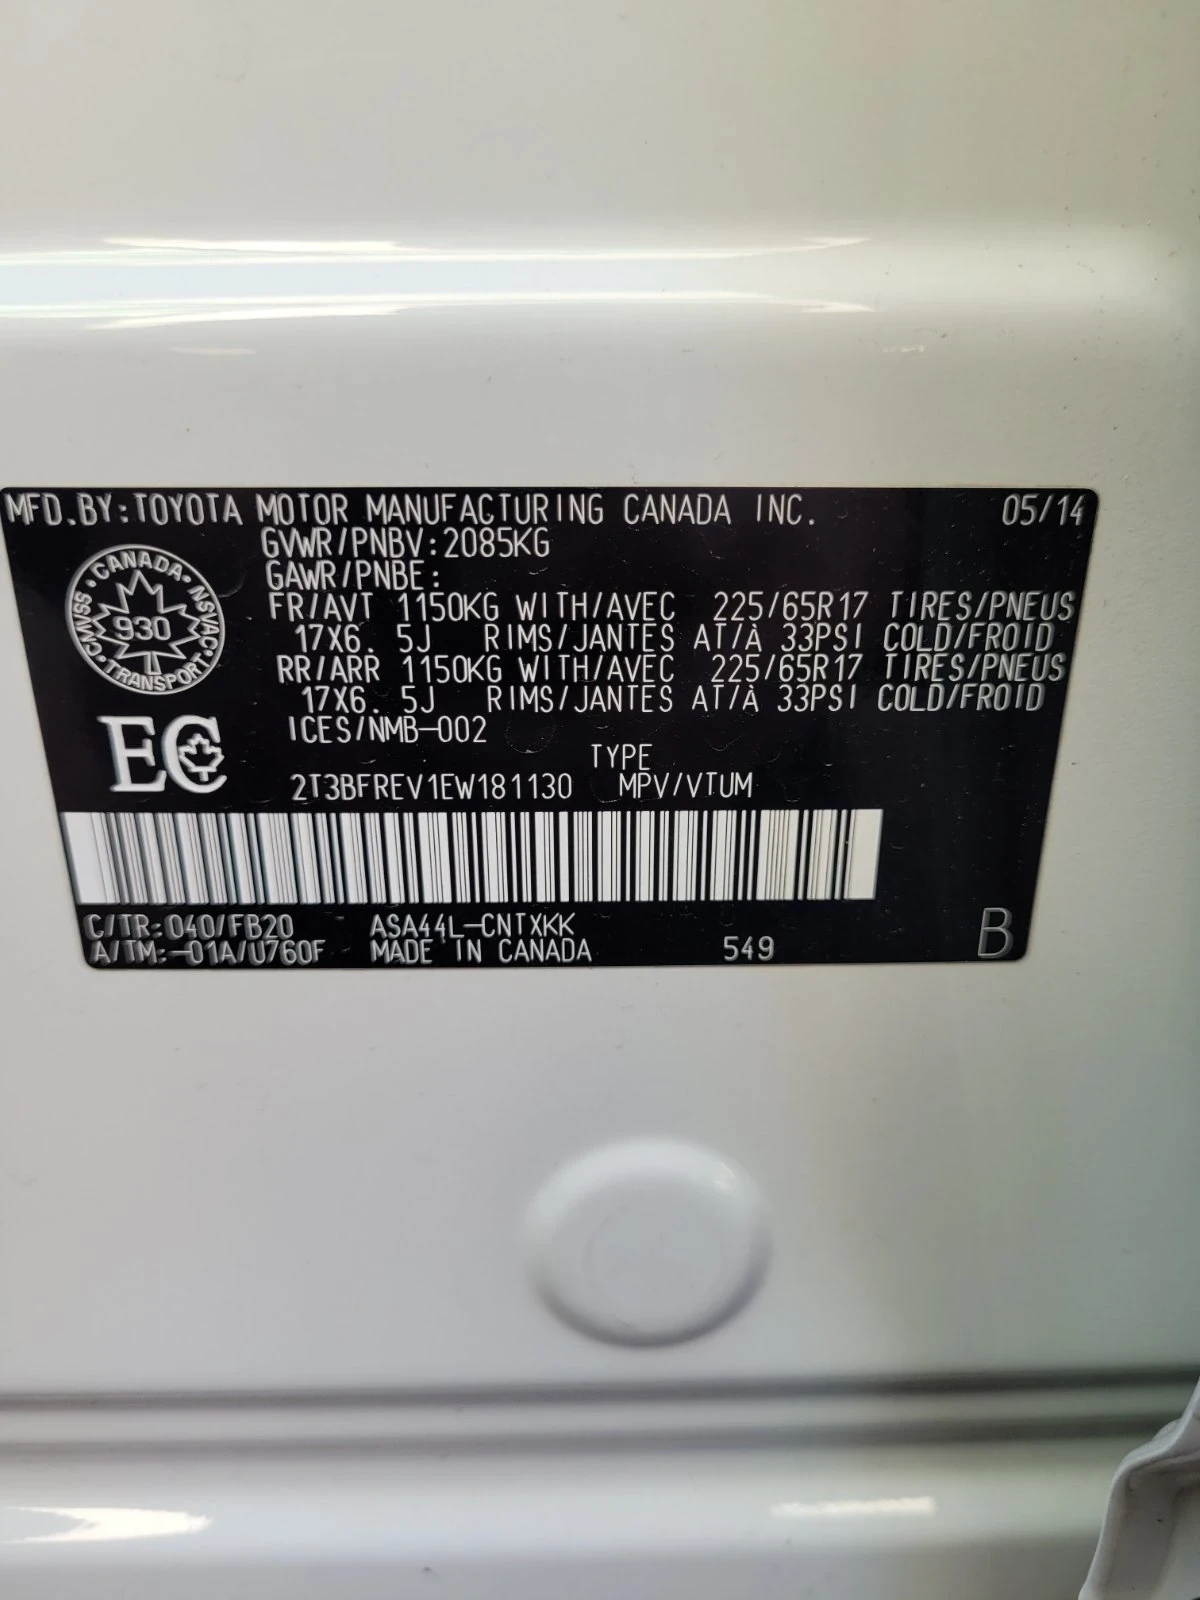 MFD.BY:TOYOTA MOTOR MANUFACTURING CANADA INC. 05/14
GVWR/PNBV:2085KG
GAWR/PNBE:
FR/AVT 1150KG WITH/AVEC 225/65R17 TIRES/PNEUS
17X6. 5J RIMS/JANTES AT/À 33PSI COLD/FROID
RR/ARR 1150KG WITH/AVEC 225/65R17 TIRES/PNEUS
17X6. 5J RIMS/JANTES AT/À 33PSI COLD/FROID
CANADA
930
TRANSPORT
CMVSS • NSVAC
EC
ICES/NMB-002
TYPE
2T3BFREV1EW181130 MPV/VTUM
C/TR:040/FB20 ASA44L-CNTXKK
A/TM:-01A/U760F MADE IN CANADA 549 B